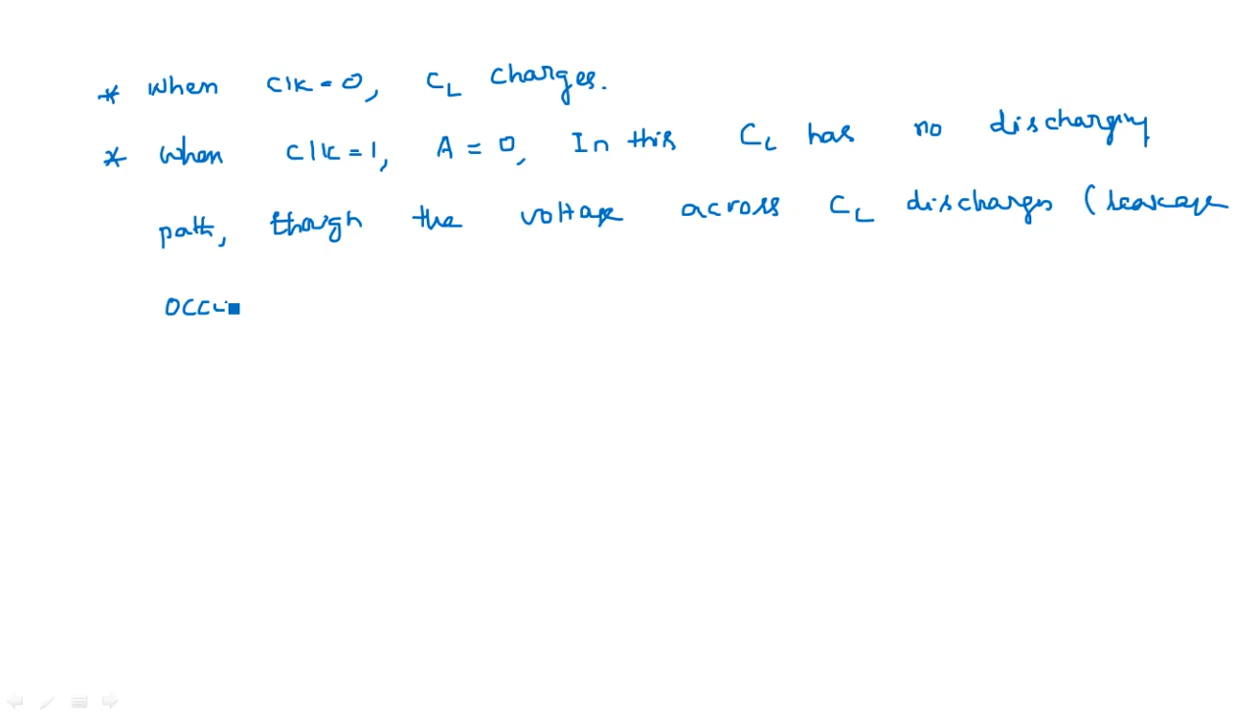 * When Clk = 0, CL charges.
* When Clk = 1, A = 0, In this CL has no discharging
path, though the voltage across CL discharges (leakage
occu